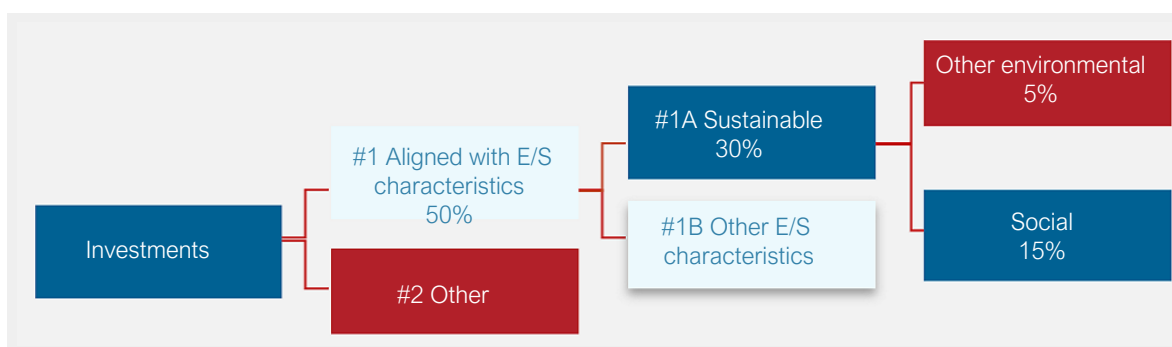 Investments
#1 Aligned with E/S
characteristics
50%
#2 Other
#1A Sustainable
30%
#1B Other E/S
characteristics
Other environmental
5%
Social
15%